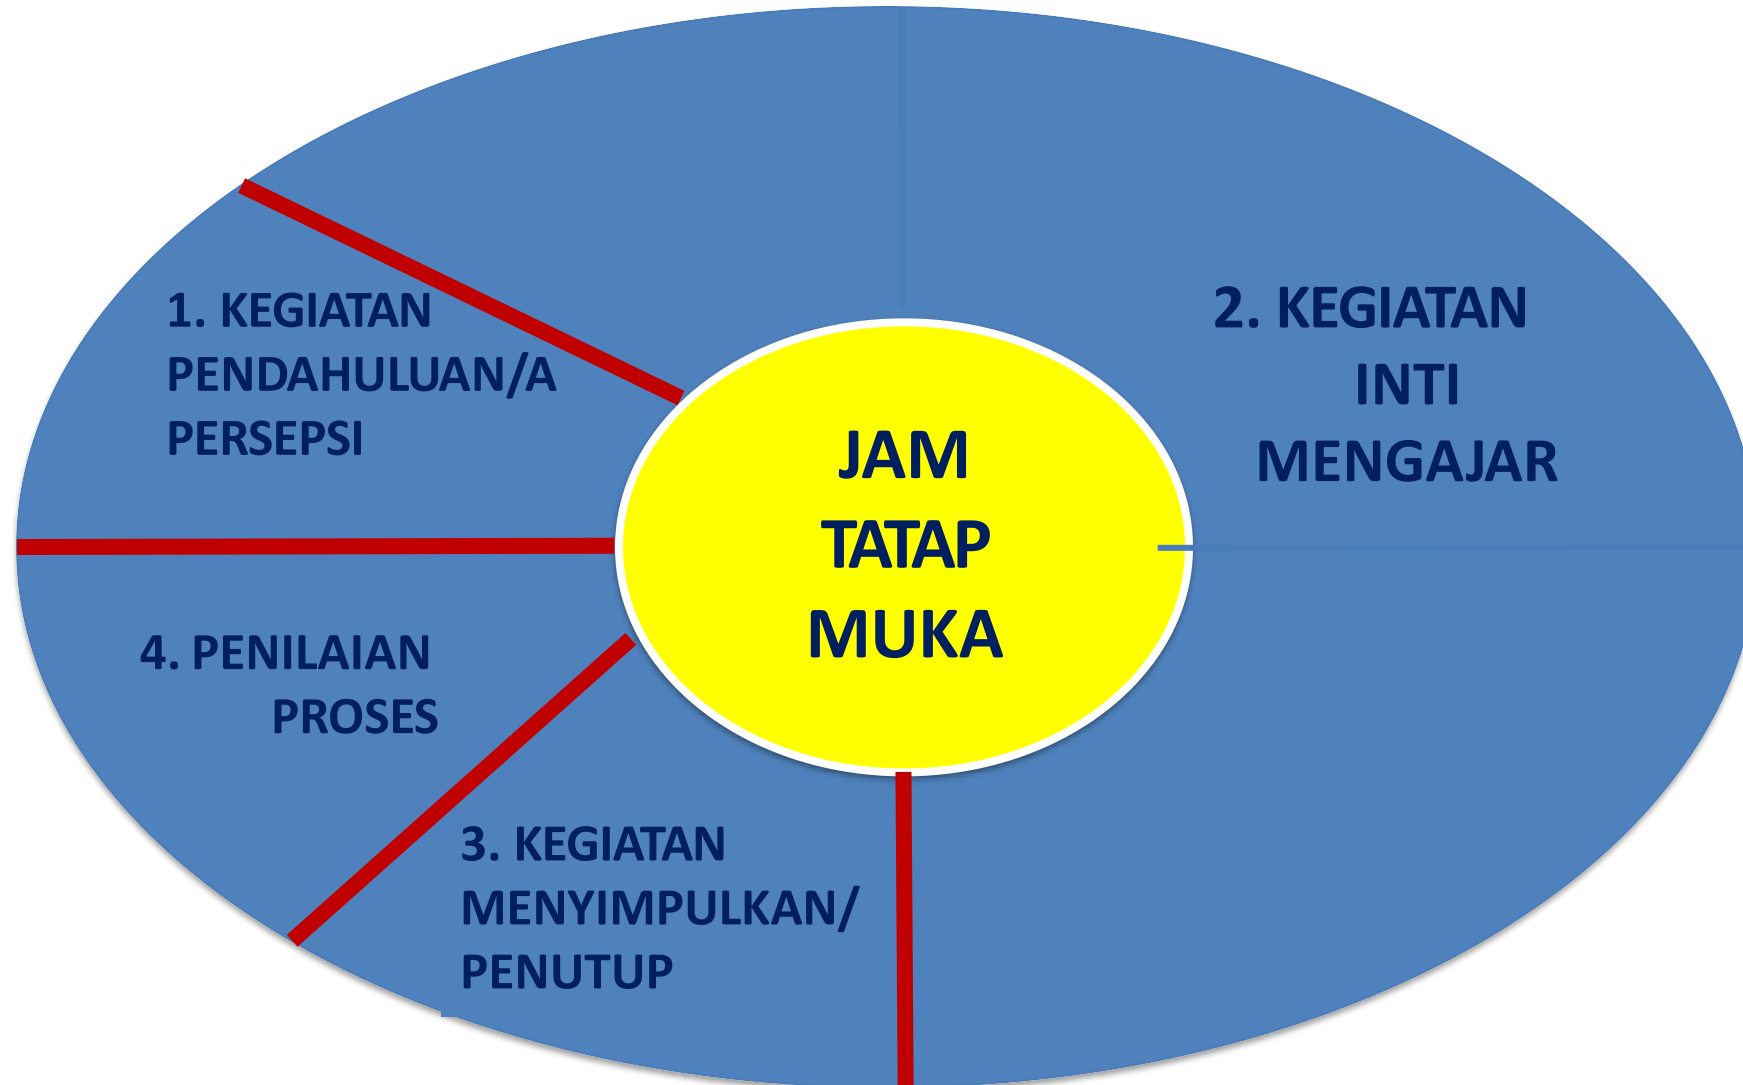 1. KEGIATAN
PENDAHULUAN/A
PERSEPSI
2. KEGIATAN
INTI
MENGAJAR
JAM
TATAP
MUKA
4. PENILAIAN
PROSES
3. KEGIATAN
MENYIMPULKAN/
PENUTUP